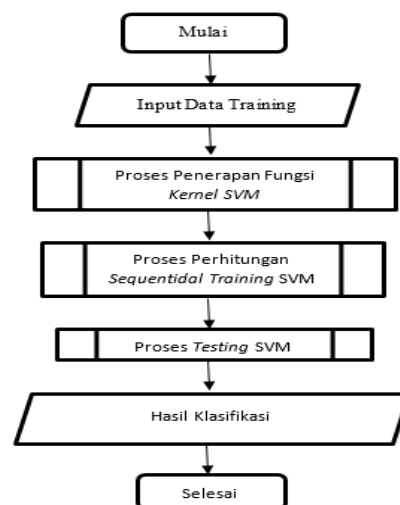 Mulai
Input Data Training
Proses Penerapan Fungsi
Kernel SVM
Proses Perhitungan
Sequentidal Training SVM
Proses Testing SVM
Hasil Klasifikasi
Selesai